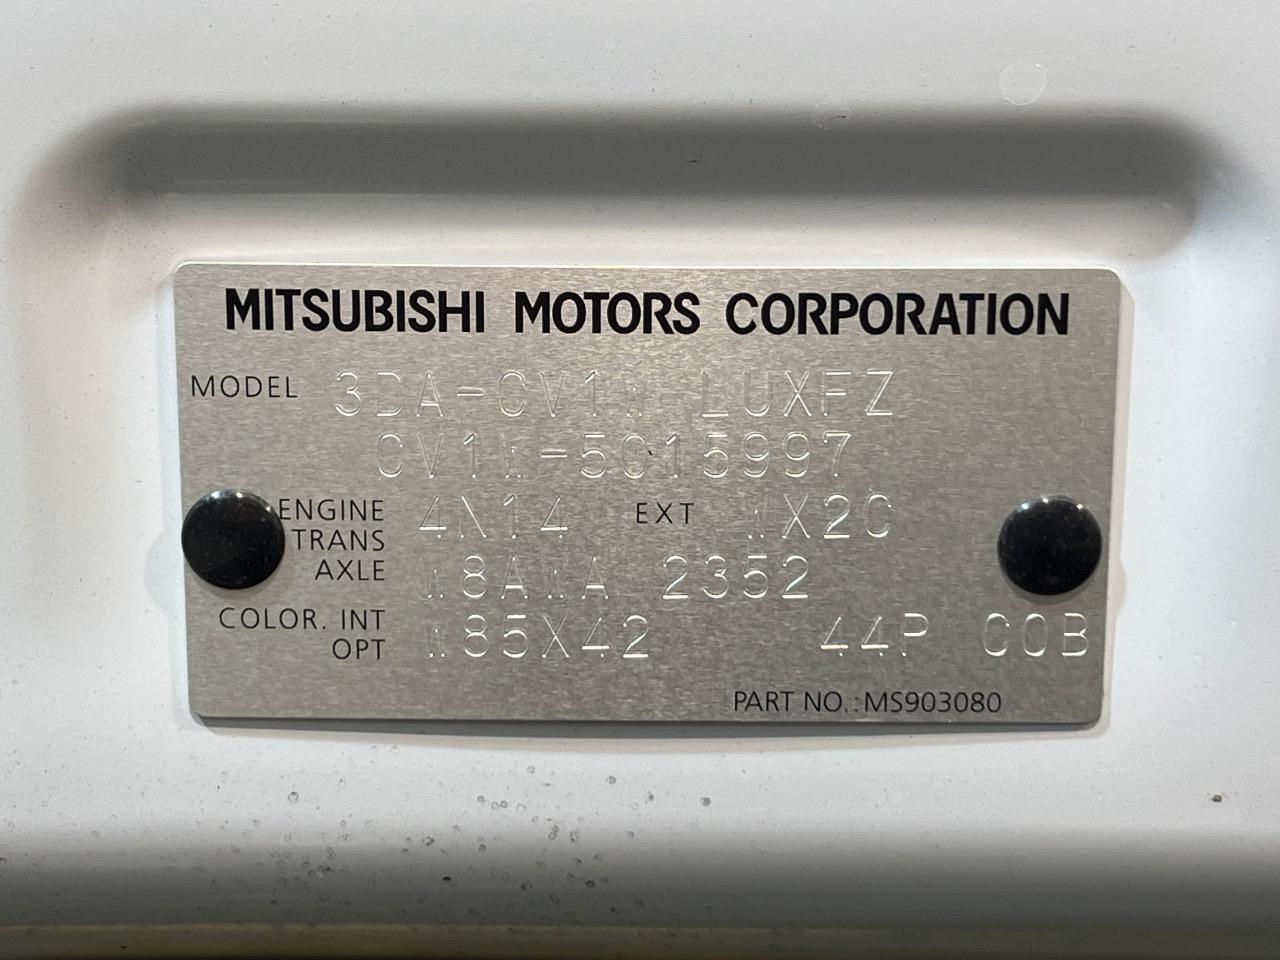 MITSUBISHI MOTORS CORPORATION
MODEL 3DA-CV1W LUXFZ
CV1W-5015997
ENGINE 4N14 EXT WX2C
TRANS
AXLE W8AWA 2352
COLOR. INT
OPT W85X42 44P C0B
PART NO.:MS903080